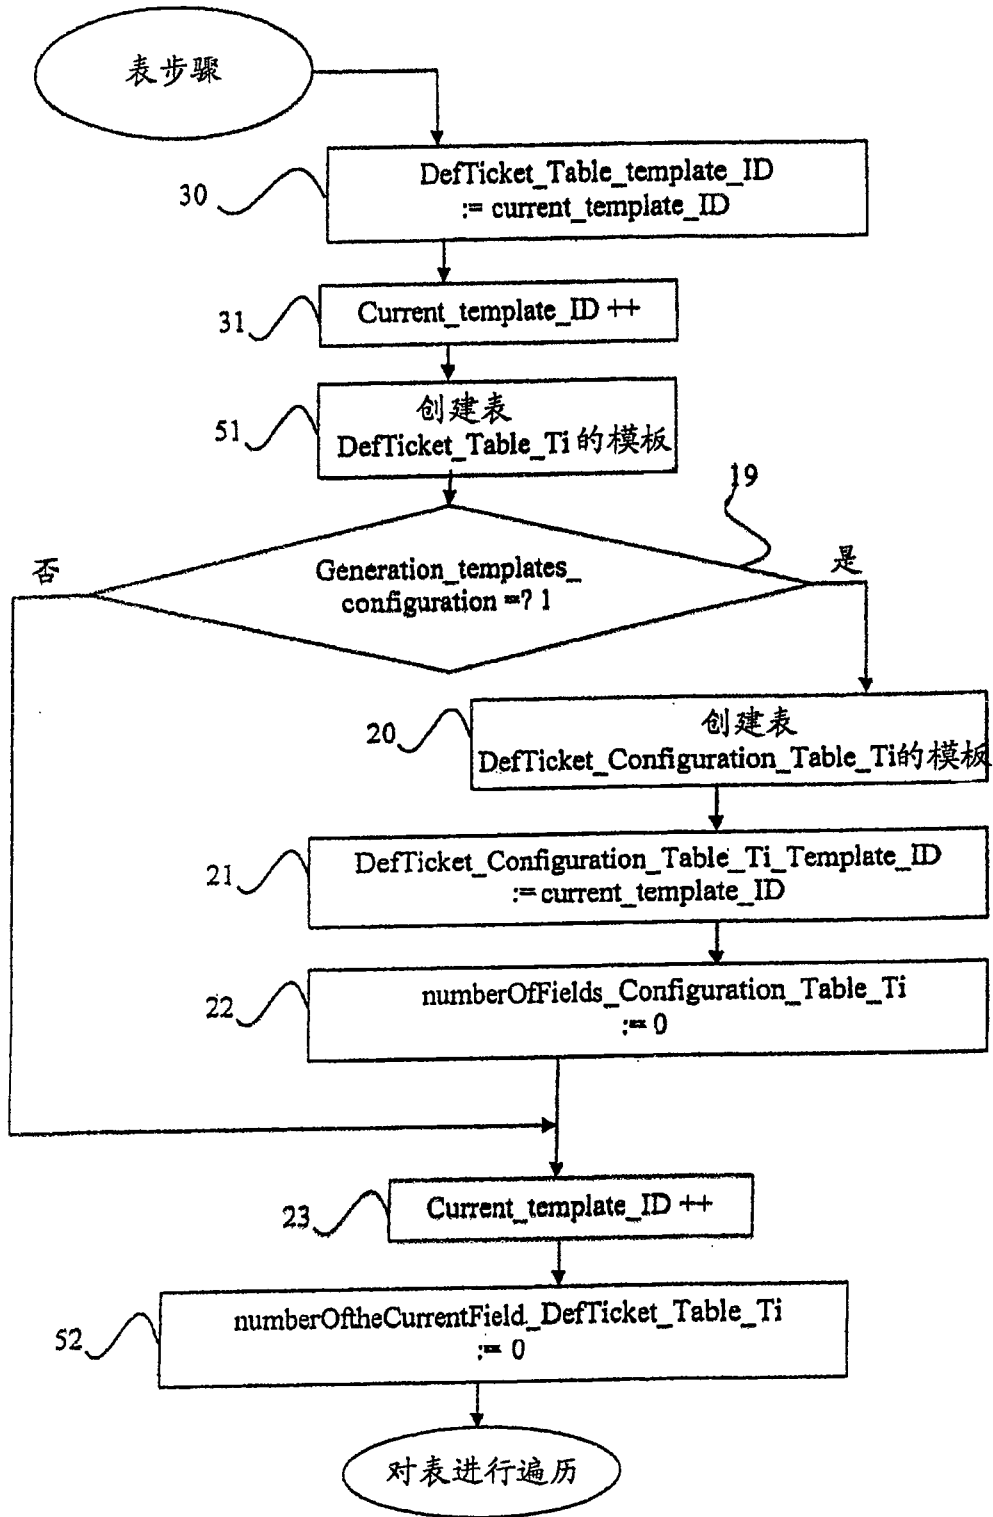 表步骤
30
DefTicket_Table_template_ID
:= current_template_ID
31
Current_template_ID ++
51
创建表
DefTicket_Table_Ti 的模板
19
否
是
Generation_templates_
configuration =? 1
20
创建表
DefTicket_Configuration_Table_Ti的模板
21
DefTicket_Configuration_Table_Ti_Template_ID
:= current_template_ID
22
numberOfFields_Configuration_Table_Ti
:= 0
23
Current_template_ID ++
52
numberOftheCurrentField_DefTicket_Table_Ti
:= 0
对表进行遍历